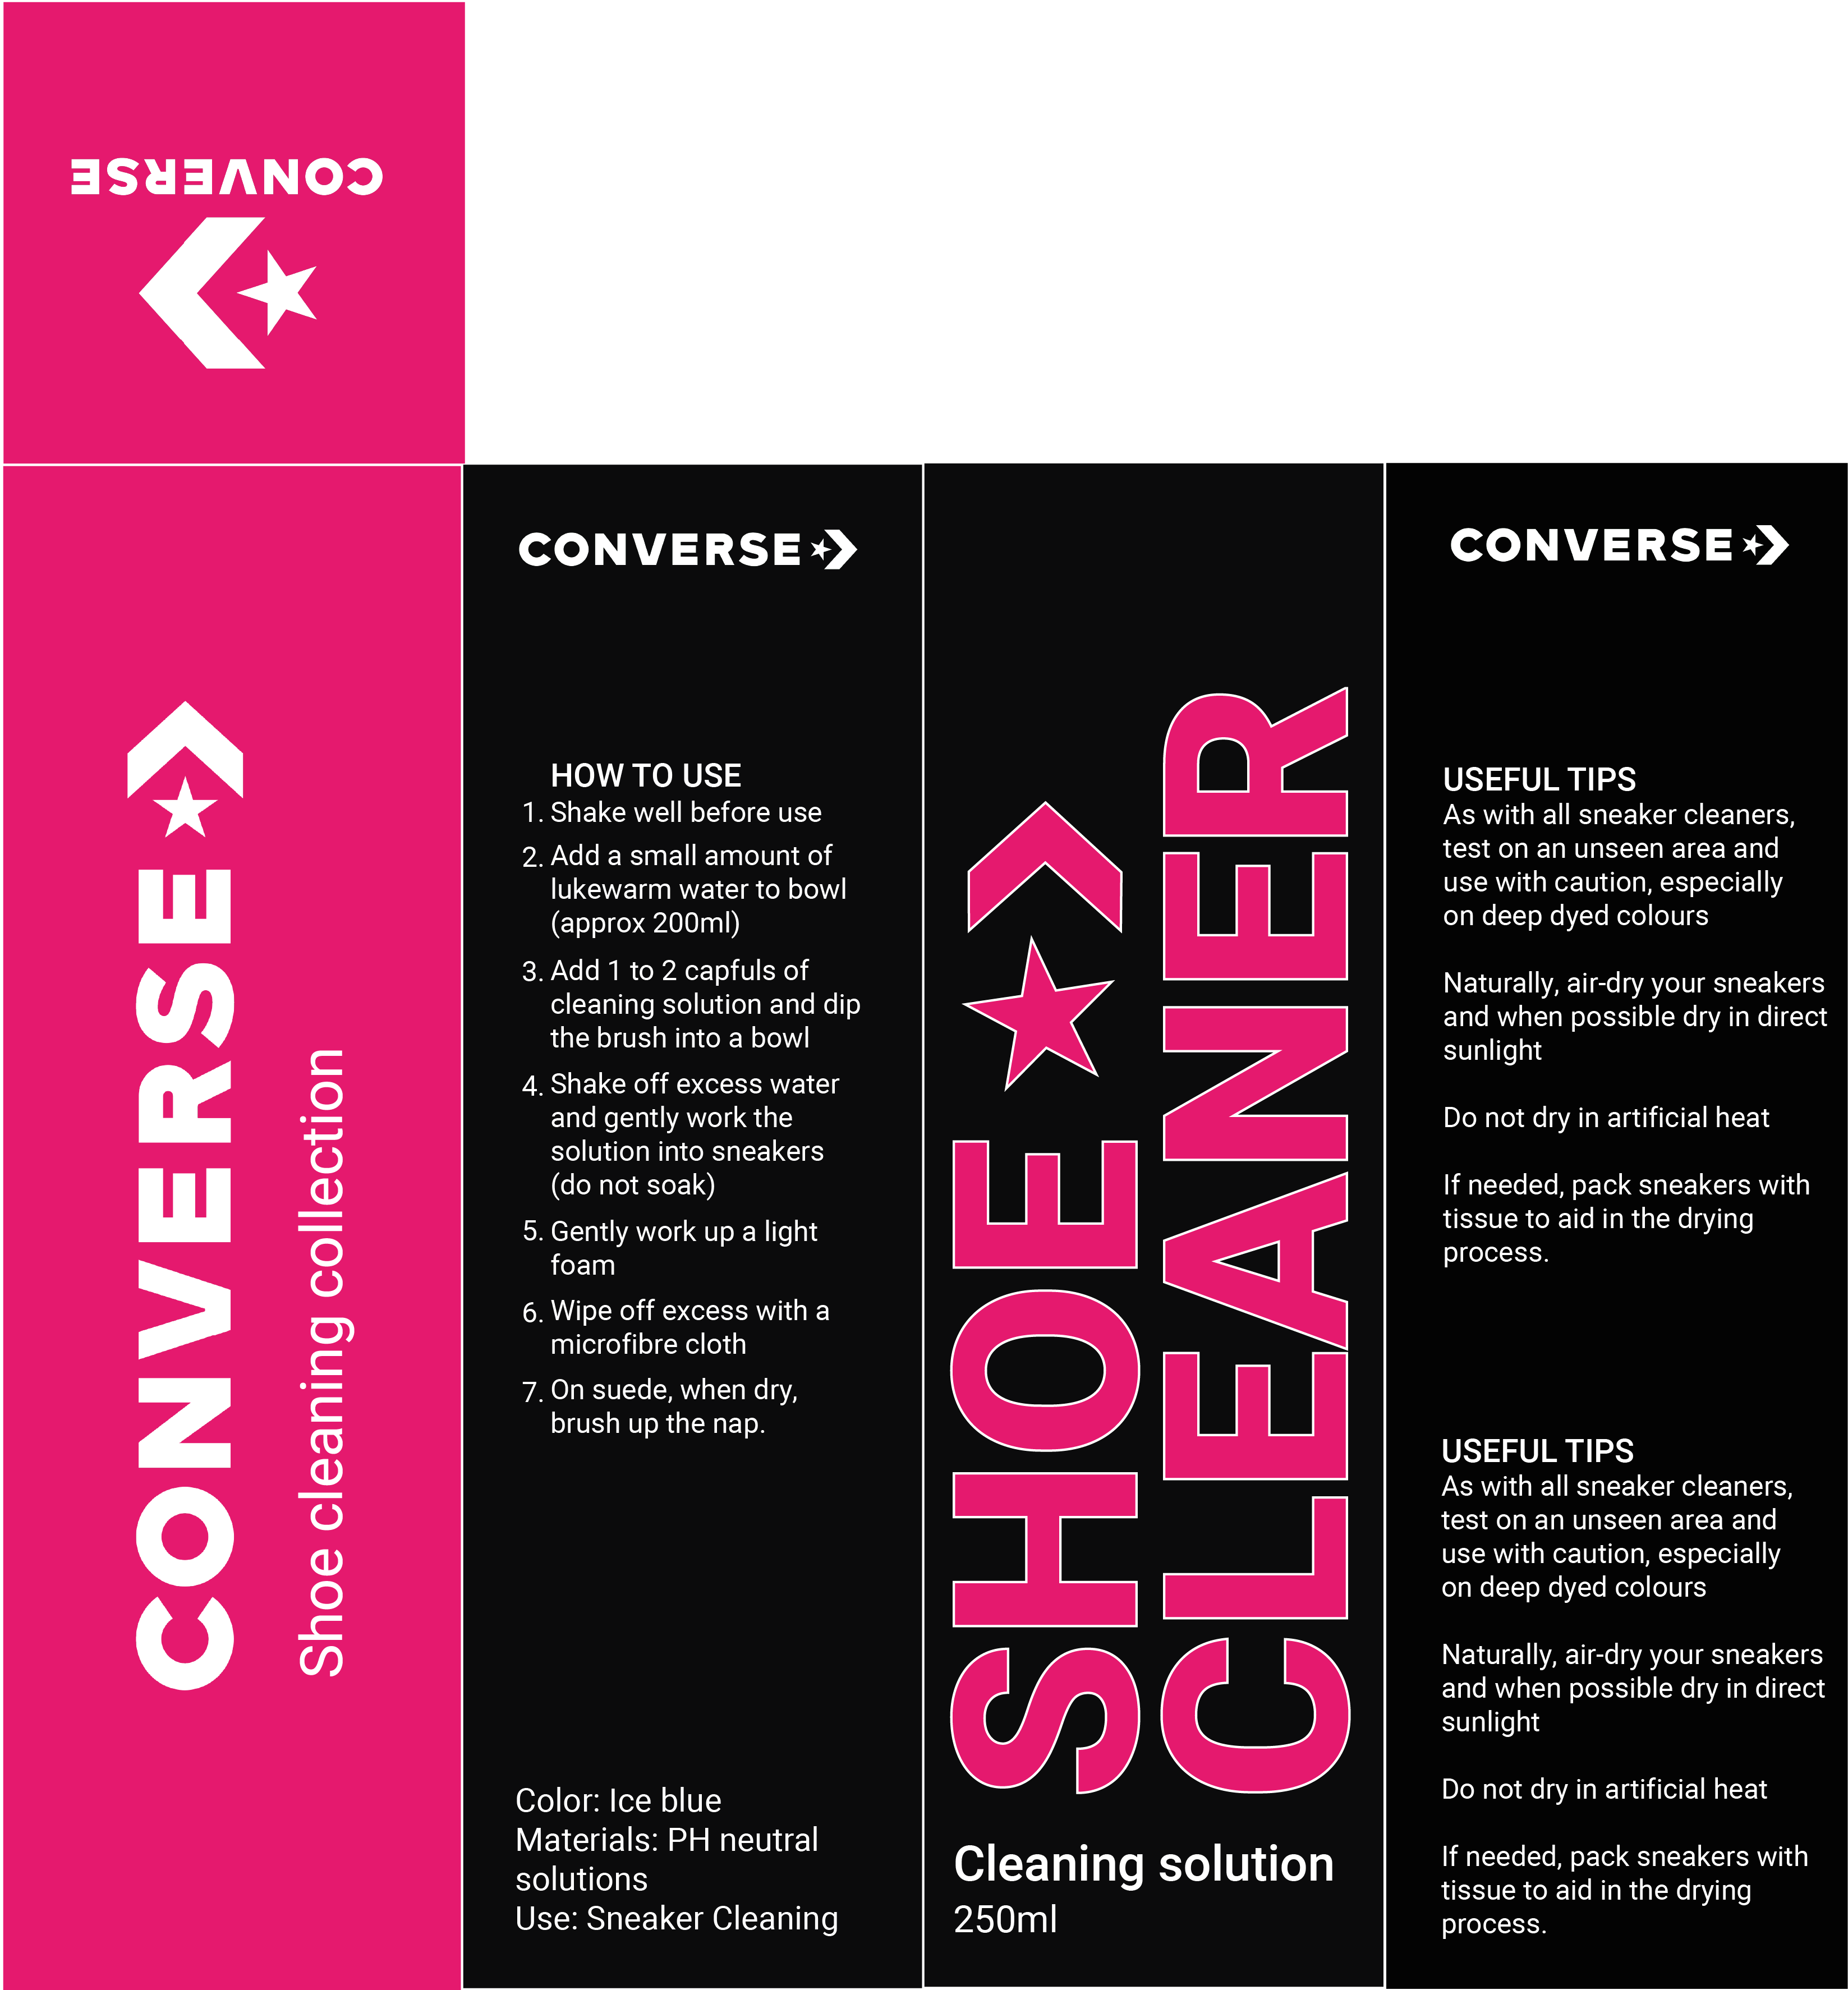 CONVERSE
CONVERSE
Shoe cleaning collection
CONVERSE
HOW TO USE
1. Shake well before use
2. Add a small amount of
lukewarm water to bowl
(approx 200ml)
3. Add 1 to 2 capfuls of
cleaning solution and dip
the brush into a bowl
4. Shake off excess water
and gently work the
solution into sneakers
(do not soak)
5. Gently work up a light
foam
6. Wipe off excess with a
microfibre cloth
7. On suede, when dry,
brush up the nap.
Color: Ice blue
Materials: PH neutral
solutions
Use: Sneaker Cleaning
SHOE
CLEANER
Cleaning solution
250ml
CONVERSE
USEFUL TIPS
As with all sneaker cleaners,
test on an unseen area and
use with caution, especially
on deep dyed colours
Naturally, air-dry your sneakers
and when possible dry in direct
sunlight
Do not dry in artificial heat
If needed, pack sneakers with
tissue to aid in the drying
process.
USEFUL TIPS
As with all sneaker cleaners,
test on an unseen area and
use with caution, especially
on deep dyed colours
Naturally, air-dry your sneakers
and when possible dry in direct
sunlight
Do not dry in artificial heat
If needed, pack sneakers with
tissue to aid in the drying
process.